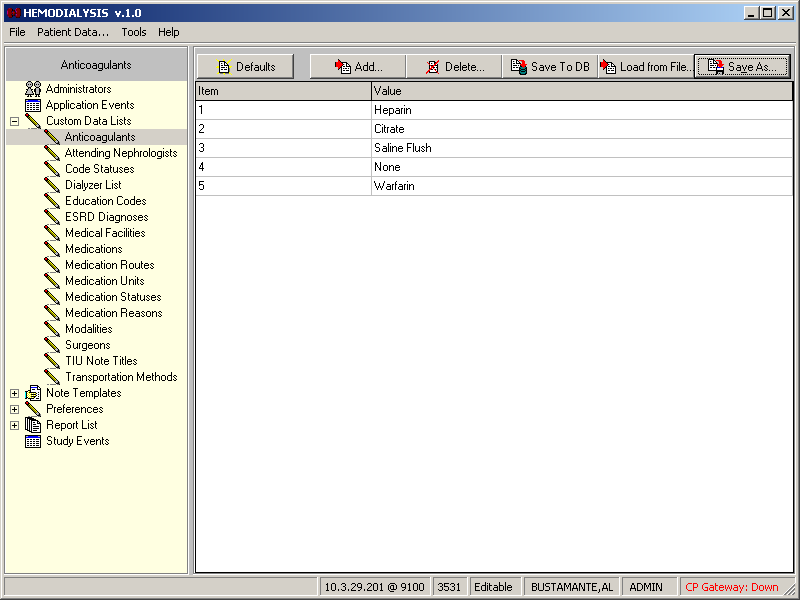 HEMODIALYSIS v.1.0
File Patient Data... Tools Help
Anticoagulants
Defaults Add... Delete... Save To DB Load from File... Save As...
Administrators
Application Events
Custom Data Lists
Anticoagulants
Attending Nephrologists
Code Statuses
Dialyzer List
Education Codes
ESRD Diagnoses
Medical Facilities
Medications
Medication Routes
Medication Units
Medication Statuses
Medication Reasons
Modalities
Surgeons
TIU Note Titles
Transportation Methods
Note Templates
Preferences
Report List
Study Events
Item Value
1 Heparin
2 Citrate
3 Saline Flush
4 None
5 Warfarin
10.3.29.201 @ 9100 3531 Editable BUSTAMANTE,AL ADMIN CP Gateway: Down